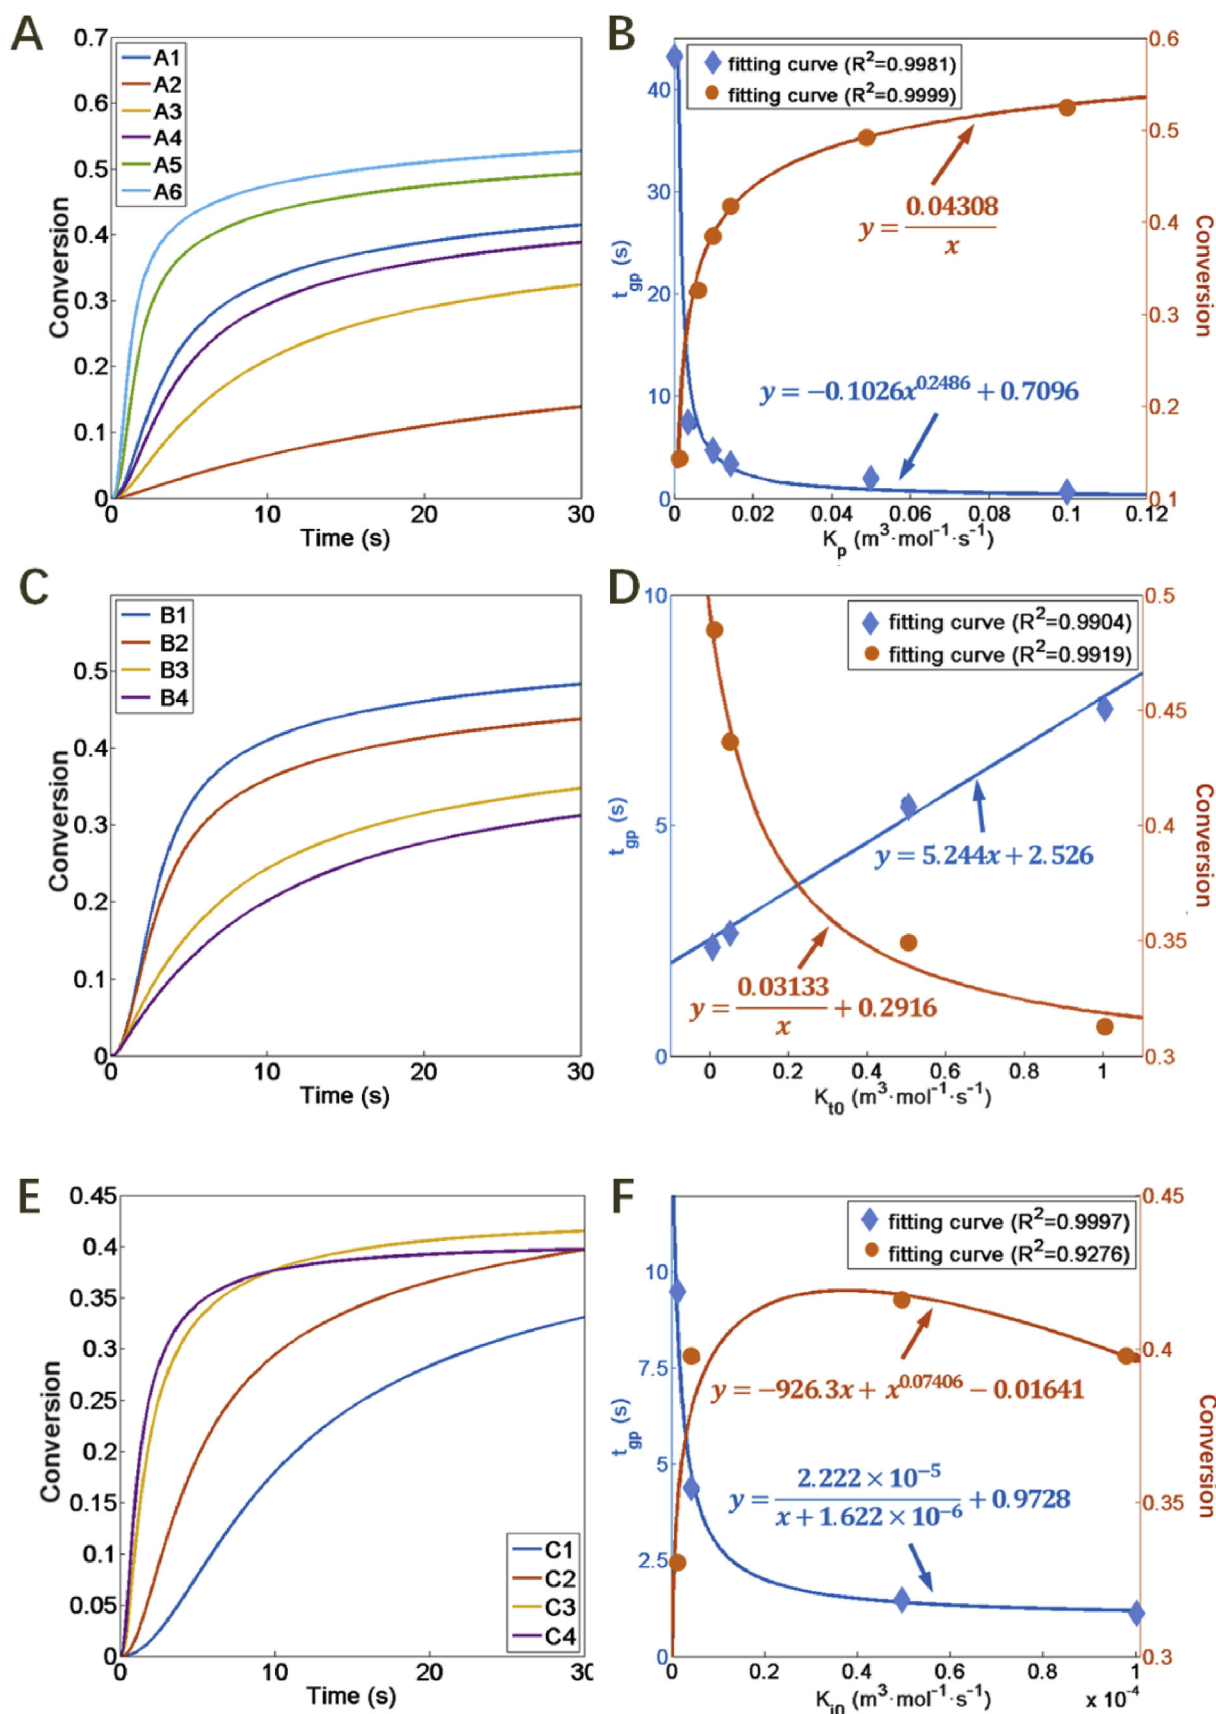 A
0.7
0.6
0.5
0.4
0.3
0.2
0.1
0
Conversion
A1
A2
A3
A4
A5
A6
0
10
20
30
Time (s)
B
40
30
20
10
0
t_gp (s)
fitting curve (R²=0.9981)
fitting curve (R²=0.9999)
y = 0.04308/x
y = −0.1026x^0.2486 + 0.7096
0.6
0.5
0.4
0.3
0.2
0.1
Conversion
0
0.02
0.04
0.06
0.08
0.1
0.12
K_p (m³·mol⁻¹·s⁻¹)
C
0.5
0.4
0.3
0.2
0.1
0
Conversion
B1
B2
B3
B4
0
10
20
30
Time (s)
D
10
5
0
t_gp (s)
fitting curve (R²=0.9904)
fitting curve (R²=0.9919)
y = 5.244x + 2.526
y = 0.03133/x + 0.2916
0.5
0.45
0.4
0.35
0.3
Conversion
0
0.2
0.4
0.6
0.8
1
K_t0 (m³·mol⁻¹·s⁻¹)
E
0.45
0.4
0.35
0.3
0.25
0.2
0.15
0.1
0.05
0
Conversion
C1
C2
C3
C4
0
10
20
30
Time (s)
F
10
7.5
5
2.5
0
t_gp (s)
fitting curve (R²=0.9997)
fitting curve (R²=0.9276)
y = −926.3x + x^0.07406 − 0.01641
y = 2.222 × 10⁻⁵/(x + 1.622 × 10⁻⁶) + 0.9728
0.45
0.4
0.35
0.3
Conversion
0
0.2
0.4
0.6
0.8
1
x 10⁻⁴
K_i0 (m³·mol⁻¹·s⁻¹)